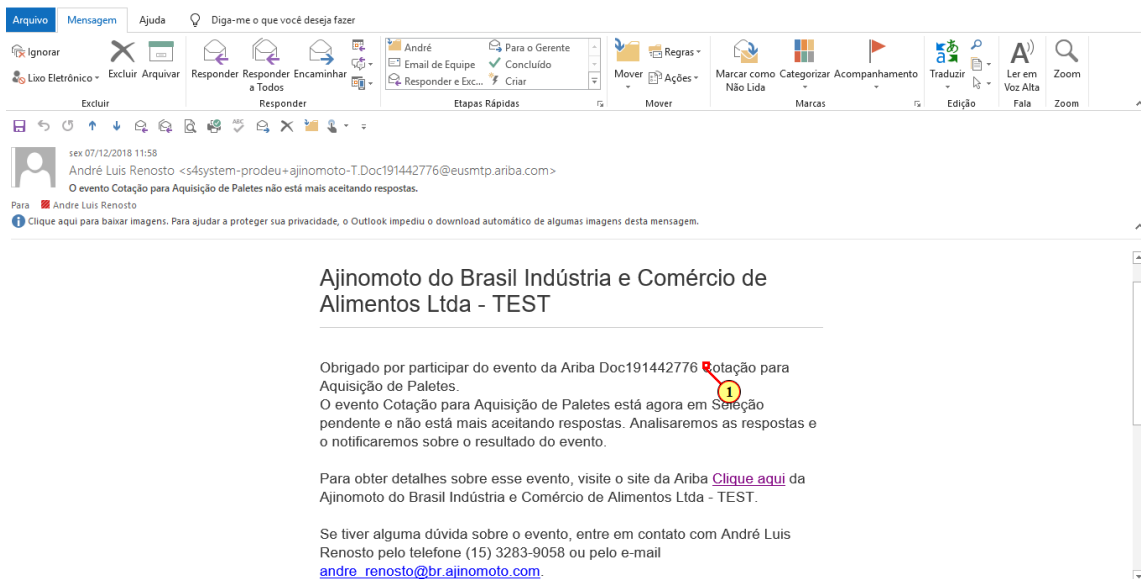 Arquivo Mensagem Ajuda Diga-me o que você deseja fazer
Ignorar
Lixo Eletrônico
Excluir Arquivar
Excluir
Responder Responder a Todos Encaminhar
Responder
André Para o Gerente
Email de Equipe Concluído
Responder e Exc... Criar
Etapas Rápidas
Mover Regras
Ações
Mover
Marcar como Não Lida Categorizar Acompanhamento
Marcas
Traduzir
Edição
Ler em Voz Alta
Fala
Zoom
Zoom
sex 07/12/2018 11:58
André Luis Renosto <s4system-prodeu+ajinomoto-T.Doc191442776@eusmtp.ariba.com>
O evento Cotação para Aquisição de Paletes não está mais aceitando respostas.
Para Andre Luis Renosto
Clique aqui para baixar imagens. Para ajudar a proteger sua privacidade, o Outlook impediu o download automático de algumas imagens desta mensagem.
Ajinomoto do Brasil Indústria e Comércio de
Alimentos Ltda - TEST
Obrigado por participar do evento da Ariba Doc191442776 Cotação para
Aquisição de Paletes.
1
O evento Cotação para Aquisição de Paletes está agora em Seleção
pendente e não está mais aceitando respostas. Analisaremos as respostas e
o notificaremos sobre o resultado do evento.
Para obter detalhes sobre esse evento, visite o site da Ariba Clique aqui da
Ajinomoto do Brasil Indústria e Comércio de Alimentos Ltda - TEST.
Se tiver alguma dúvida sobre o evento, entre em contato com André Luis
Renosto pelo telefone (15) 3283-9058 ou pelo e-mail
andre_renosto@br.ajinomoto.com.